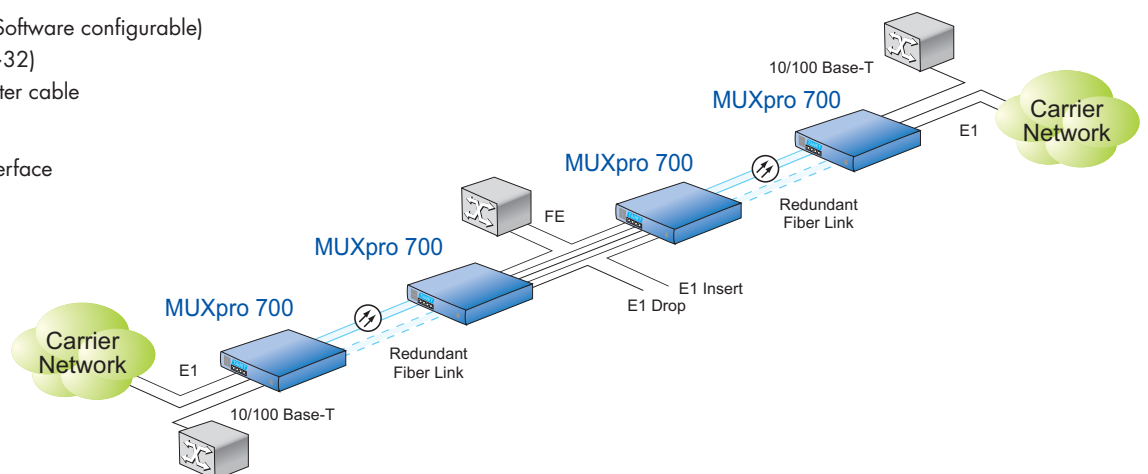 Software configurable)
-32)
ter cable
erface
10/100 Base-T
MUXpro 700
E1
Carrier
Network
MUXpro 700
Redundant
Fiber Link
FE
MUXpro 700
E1 Insert
E1 Drop
MUXpro 700
Carrier
Network
E1
Redundant
Fiber Link
10/100 Base-T